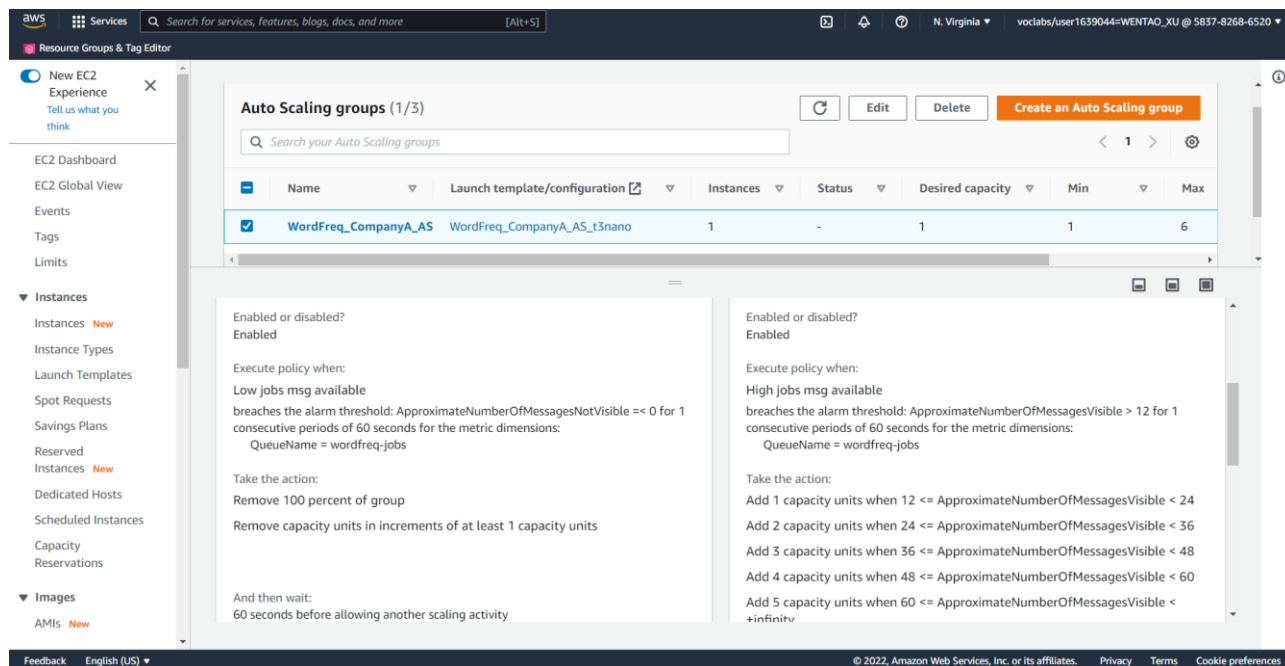 aws
Services
Search for services, features, blogs, docs, and more
[Alt+S]
N. Virginia
voclabs/user1639044=WENTAO_XU @ 5837-8268-6520
Resource Groups & Tag Editor
New EC2
Experience
Tell us what you
think
EC2 Dashboard
EC2 Global View
Events
Tags
Limits
Instances
Instances New
Instance Types
Launch Templates
Spot Requests
Savings Plans
Reserved
Instances New
Dedicated Hosts
Scheduled Instances
Capacity
Reservations
Images
AMIs New
Auto Scaling groups (1/3)
Edit
Delete
Create an Auto Scaling group
Search your Auto Scaling groups
1
Name
Launch template/configuration
Instances
Status
Desired capacity
Min
Max
WordFreq_CompanyA_AS
WordFreq_CompanyA_AS_t3nano
1
-
1
1
6
Enabled or disabled?
Enabled
Execute policy when:
Low jobs msg available
breaches the alarm threshold: ApproximateNumberOfMessagesNotVisible =< 0 for 1
consecutive periods of 60 seconds for the metric dimensions:
QueueName = wordfreq-jobs
Take the action:
Remove 100 percent of group
Remove capacity units in increments of at least 1 capacity units
And then wait:
60 seconds before allowing another scaling activity
Enabled or disabled?
Enabled
Execute policy when:
High jobs msg available
breaches the alarm threshold: ApproximateNumberOfMessagesVisible > 12 for 1
consecutive periods of 60 seconds for the metric dimensions:
QueueName = wordfreq-jobs
Take the action:
Add 1 capacity units when 12 <= ApproximateNumberOfMessagesVisible < 24
Add 2 capacity units when 24 <= ApproximateNumberOfMessagesVisible < 36
Add 3 capacity units when 36 <= ApproximateNumberOfMessagesVisible < 48
Add 4 capacity units when 48 <= ApproximateNumberOfMessagesVisible < 60
Add 5 capacity units when 60 <= ApproximateNumberOfMessagesVisible <
+infinity
Feedback
English (US)
© 2022, Amazon Web Services, Inc. or its affiliates.
Privacy
Terms
Cookie preferences